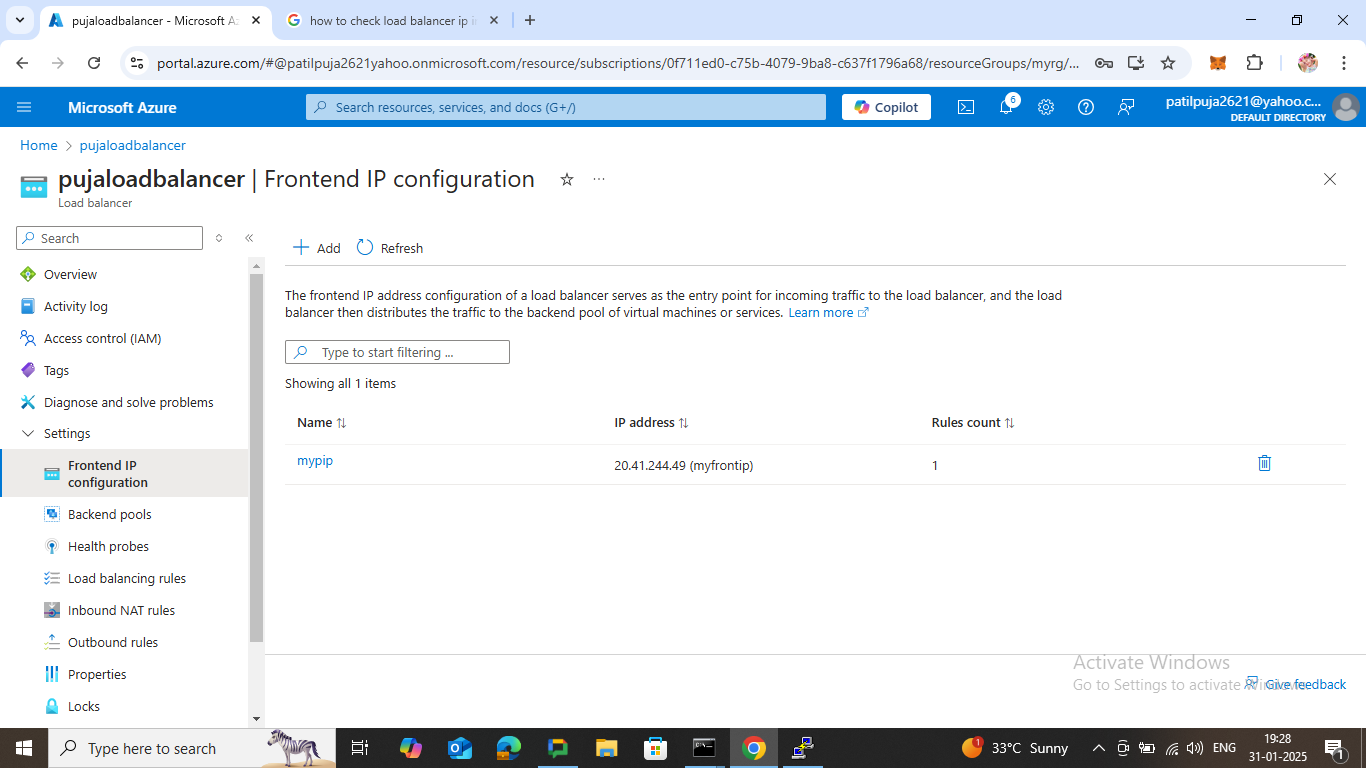 pujaloadbalancer - Microsoft Az
how to check load balancer ip i
portal.azure.com/#@patilpuja2621yahoo.onmicrosoft.com/resource/subscriptions/0f711ed0-c75b-4079-9ba8-c637f1796a68/resourceGroups/myrg/...
Microsoft Azure
Search resources, services, and docs (G+/)
Copilot
6
patilpuja2621@yahoo.c...
DEFAULT DIRECTORY
Home > pujaloadbalancer
pujaloadbalancer | Frontend IP configuration
Load balancer
Search
Overview
Activity log
Access control (IAM)
Tags
Diagnose and solve problems
Settings
Frontend IP
configuration
Backend pools
Health probes
Load balancing rules
Inbound NAT rules
Outbound rules
Properties
Locks
Add
Refresh
The frontend IP address configuration of a load balancer serves as the entry point for incoming traffic to the load balancer, and the load
balancer then distributes the traffic to the backend pool of virtual machines or services. Learn more
Type to start filtering ...
Showing all 1 items
Name IP address Rules count
mypip 20.41.244.49 (myfrontip) 1
Activate Windows
Go to Settings to activate Windows.
Give feedback
Type here to search
1
33°C Sunny
ENG
19:28
31-01-2025
1